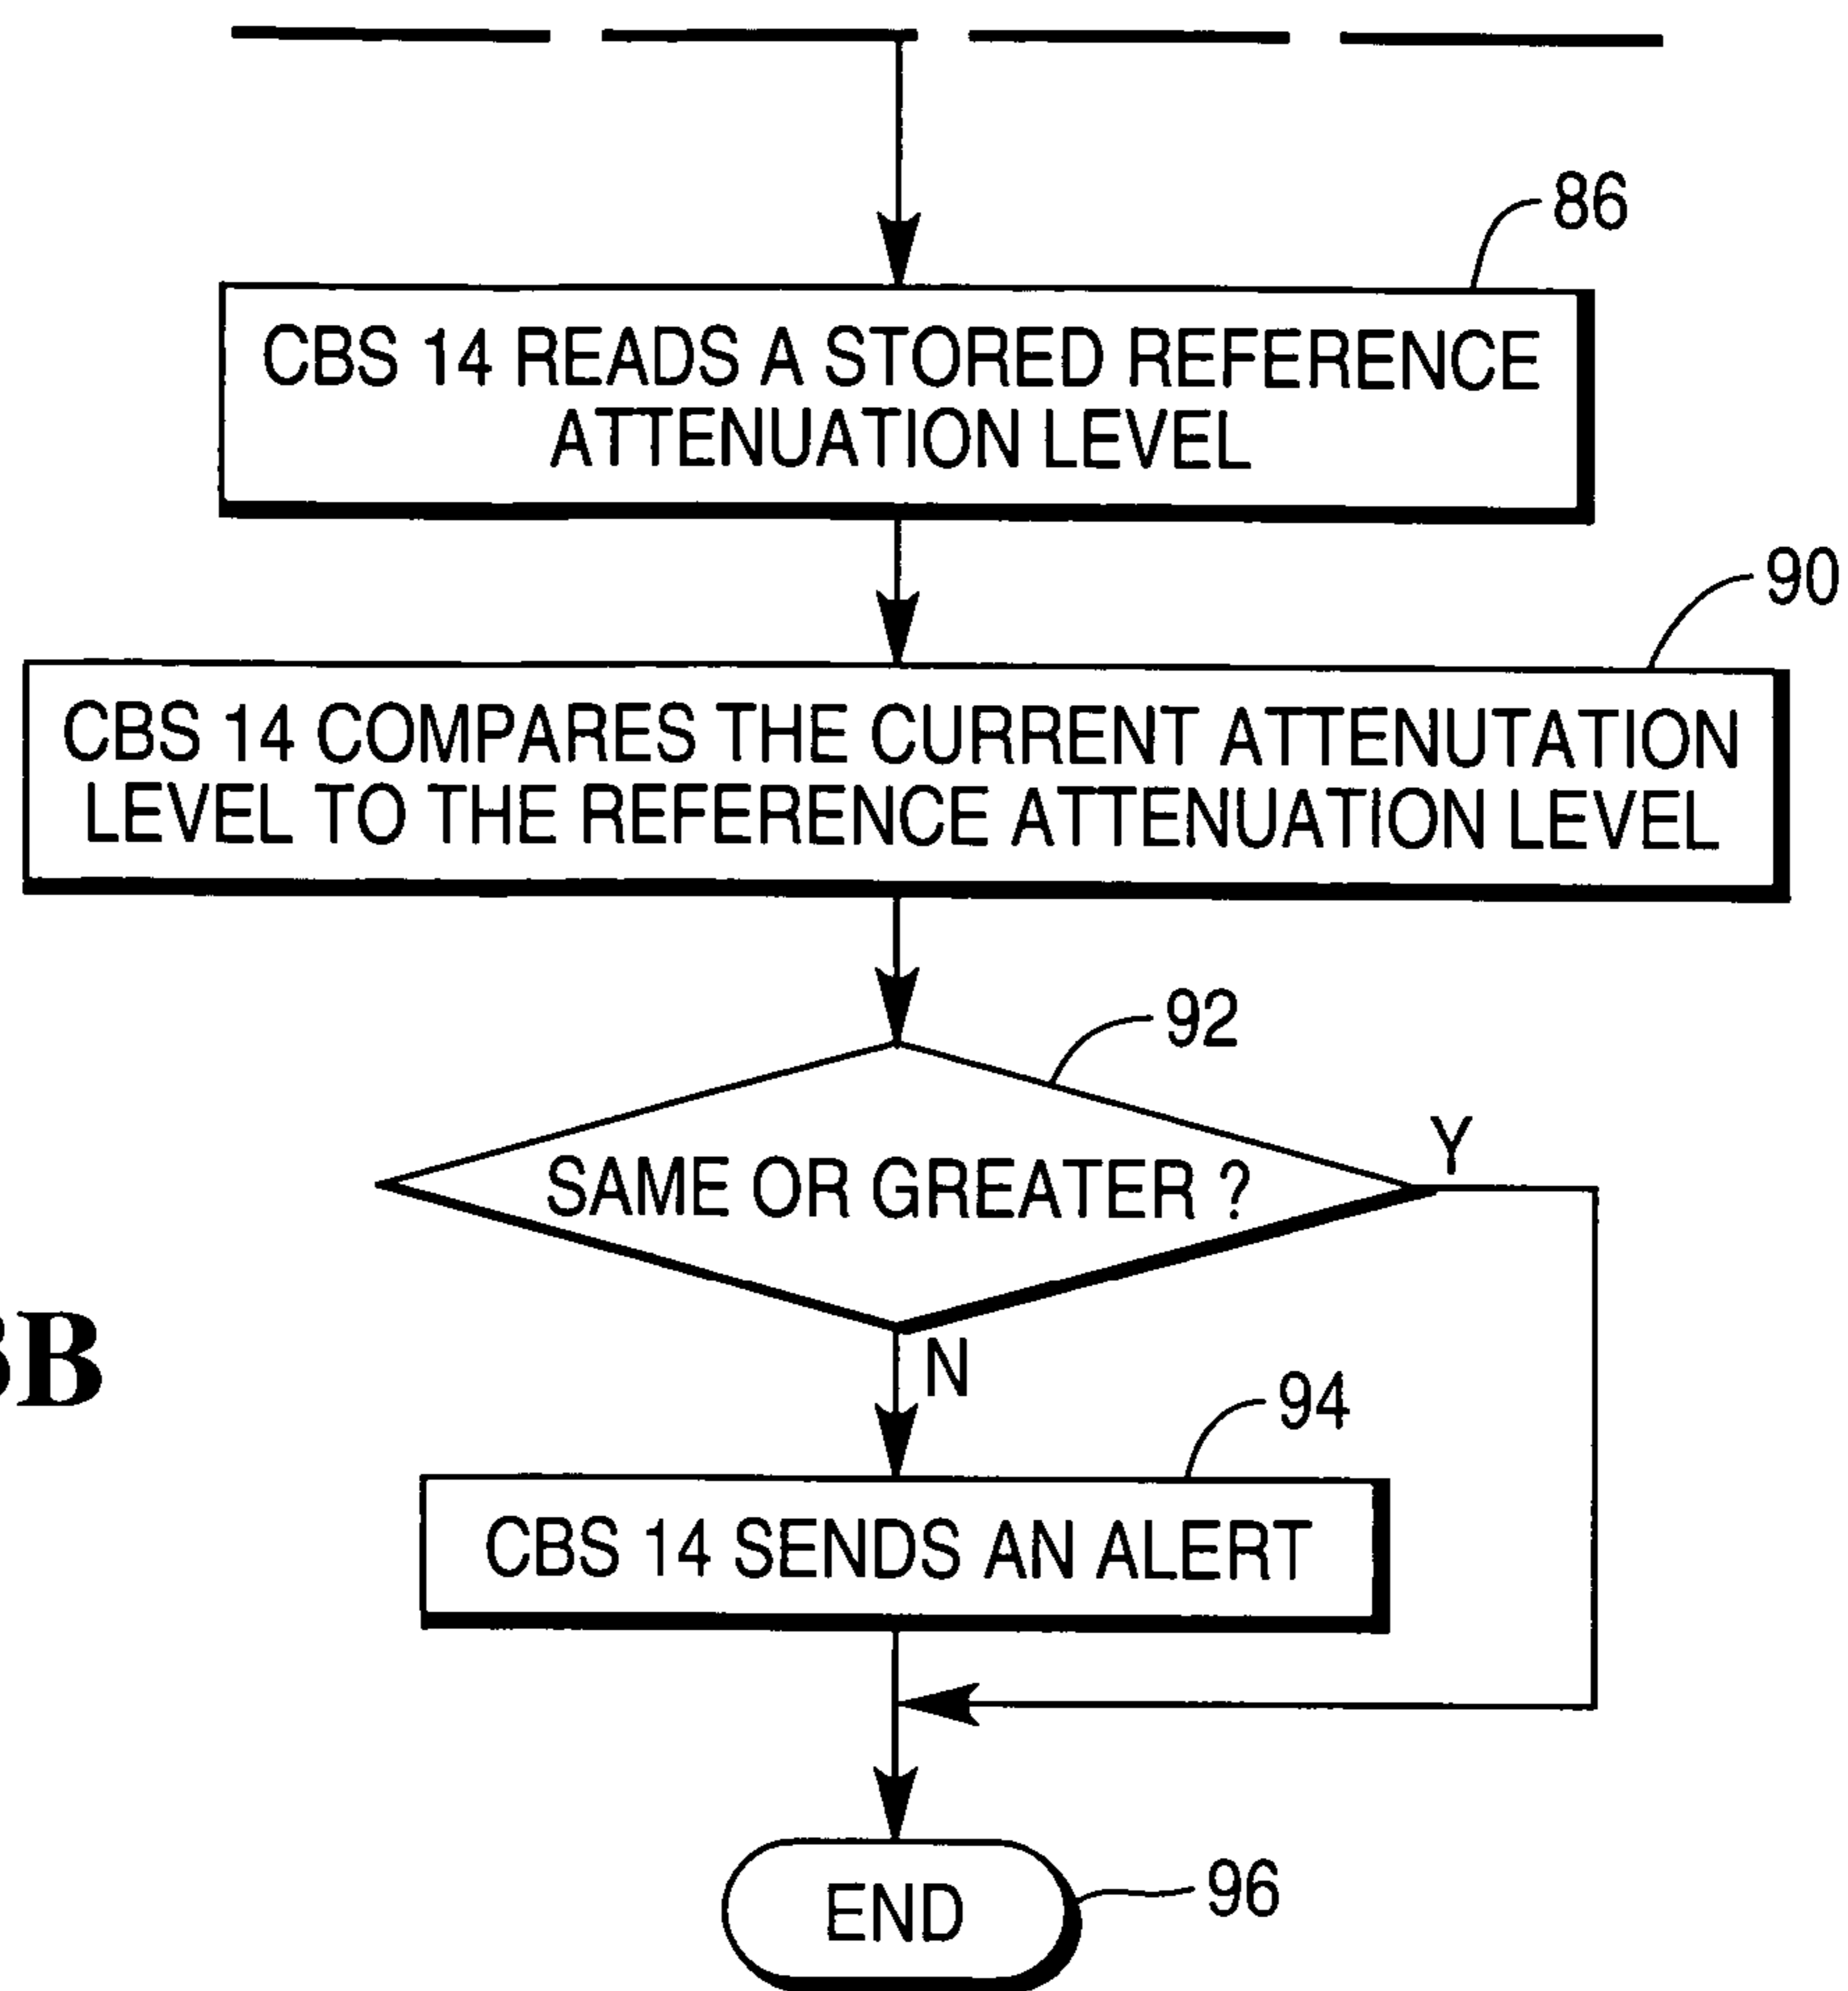 86
CBS 14 READS A STORED REFERENCE
ATTENUATION LEVEL
90
CBS 14 COMPARES THE CURRENT ATTENUTATION
LEVEL TO THE REFERENCE ATTENUATION LEVEL
92
SAME OR GREATER ?
Y
N
B
94
CBS 14 SENDS AN ALERT
END
96